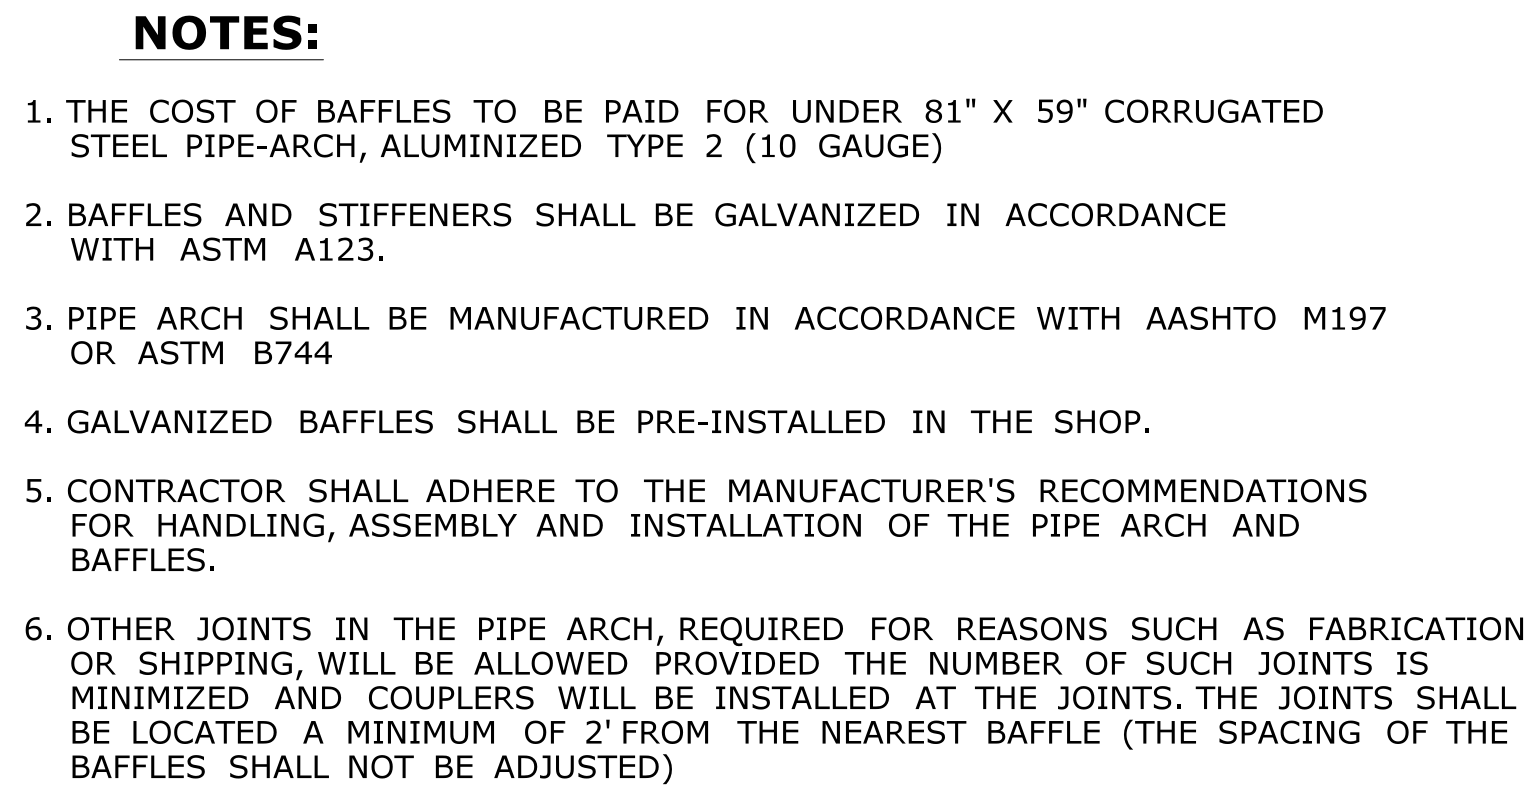 NOTES:
1. THE COST OF BAFFLES TO BE PAID FOR UNDER 81" X 59" CORRUGATED
STEEL PIPE-ARCH, ALUMINIZED TYPE 2 (10 GAUGE)
2. BAFFLES AND STIFFENERS SHALL BE GALVANIZED IN ACCORDANCE
WITH ASTM A123.
3. PIPE ARCH SHALL BE MANUFACTURED IN ACCORDANCE WITH AASHTO M197
OR ASTM B744
4. GALVANIZED BAFFLES SHALL BE PRE-INSTALLED IN THE SHOP.
5. CONTRACTOR SHALL ADHERE TO THE MANUFACTURER'S RECOMMENDATIONS
FOR HANDLING, ASSEMBLY AND INSTALLATION OF THE PIPE ARCH AND
BAFFLES.
6. OTHER JOINTS IN THE PIPE ARCH, REQUIRED FOR REASONS SUCH AS FABRICATION
OR SHIPPING, WILL BE ALLOWED PROVIDED THE NUMBER OF SUCH JOINTS IS
MINIMIZED AND COUPLERS WILL BE INSTALLED AT THE JOINTS. THE JOINTS SHALL
BE LOCATED A MINIMUM OF 2' FROM THE NEAREST BAFFLE (THE SPACING OF THE
BAFFLES SHALL NOT BE ADJUSTED)